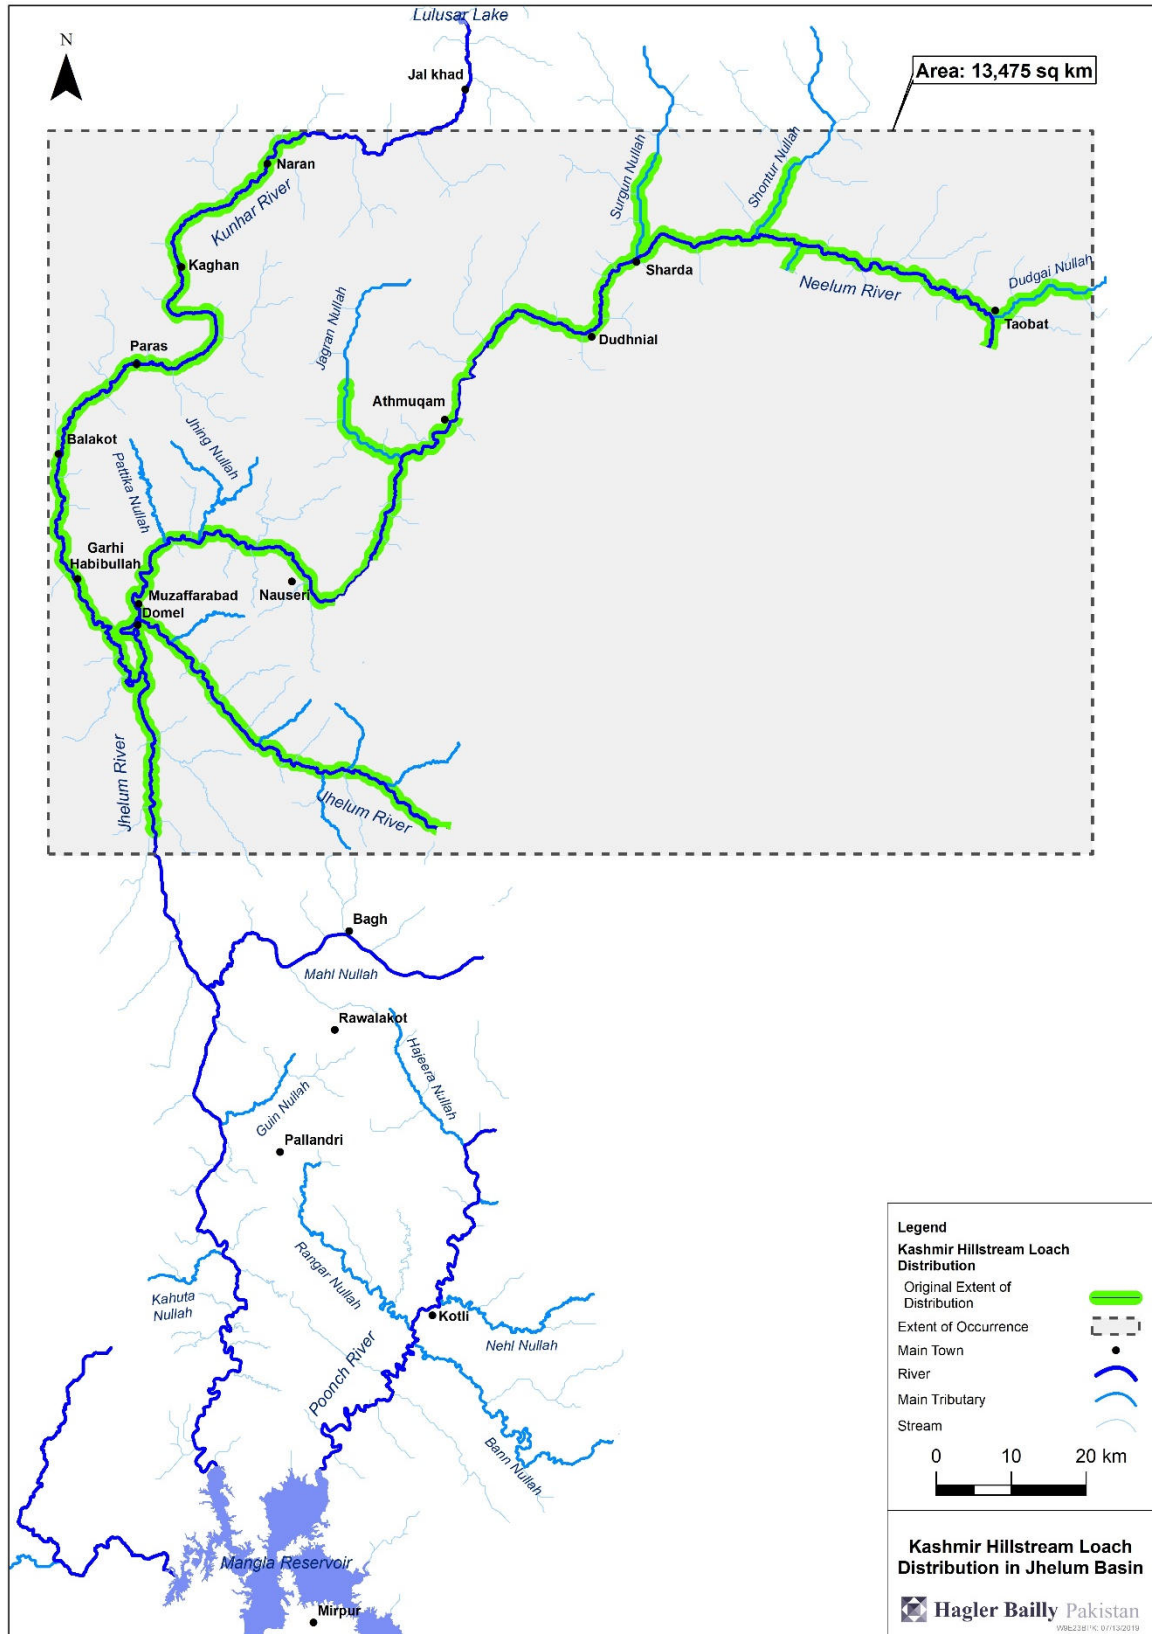 Lulusar Lake
N
Jal khad
Area: 13,475 sq km
Naran
Kunhar River
Surgun Nullah
Shontur Nullah
Kaghan
Sharda
Neelum River
Dudgai Nullah
Taobat
Jagran Nullah
Dudhnial
Paras
Athmuqam
Balakot
Jhing Nullah
Pattika Nullah
Garhi
Habibullah
Muzaffarabad
Domel
Nauseri
Jhelum River
Jhelum River
Bagh
Mahl Nullah
Rawalakot
Hajeera Nullah
Guin Nullah
Pallandri
Rangar Nullah
Kahuta
Nullah
Kotli
Nehl Nullah
Poonch River
Bann Nullah
Mangla Reservoir
Mirpur
Legend
Kashmir Hillstream Loach
Distribution
Original Extent of
Distribution
Extent of Occurrence
Main Town
River
Main Tributary
Stream
0 10 20 km
Kashmir Hillstream Loach
Distribution in Jhelum Basin
Hagler Bailly Pakistan